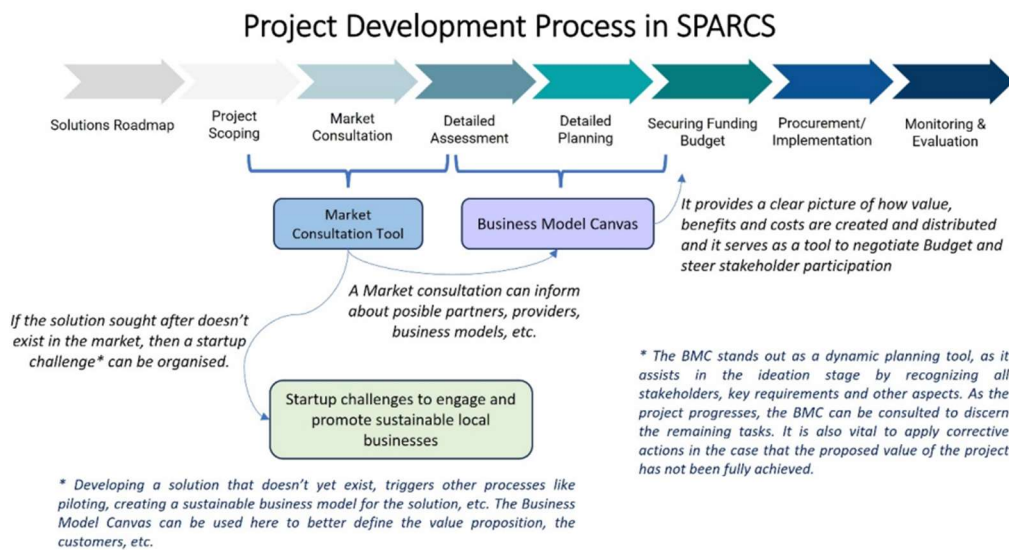 Project Development Process in SPARCS
Solutions Roadmap
Project
Scoping
Market
Consultation
Detailed
Assessment
Detailed
Planning
Securing Funding
Budget
Procurement/
Implementation
Monitoring &
Evaluation
Market
Consultation Tool
Business Model Canvas
It provides a clear picture of how value,
benefits and costs are created and distributed
and it serves as a tool to negotiate Budget and
steer stakeholder participation
A Market consultation can inform
about posible partners, providers,
business models, etc.
If the solution sought after doesn't
exist in the market, then a startup
challenge* can be organised.
Startup challenges to engage and
promote sustainable local
businesses
* The BMC stands out as a dynamic planning tool, as it
assists in the ideation stage by recognizing all
stakeholders, key requirements and other aspects. As the
project progresses, the BMC can be consulted to discern
the remaining tasks. It is also vital to apply corrective
actions in the case that the proposed value of the project
has not been fully achieved.
* Developing a solution that doesn't yet exist, triggers other processes like
piloting, creating a sustainable business model for the solution, etc. The Business
Model Canvas can be used here to better define the value proposition, the
customers, etc.